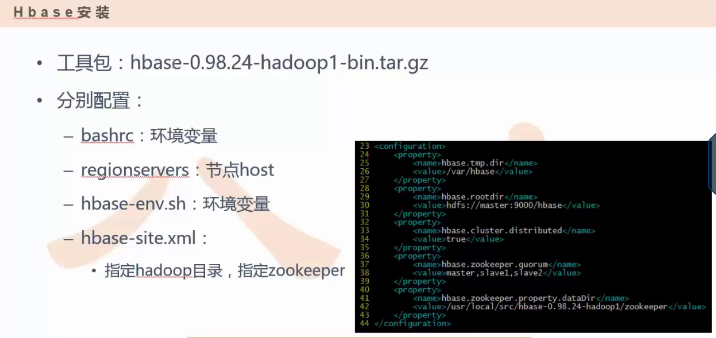 Hbase安装
• 工具包：hbase-0.98.24-hadoop1-bin.tar.gz
• 分别配置：
– bashrc：环境变量
– regionservers：节点host
– hbase-env.sh：环境变量
– hbase-site.xml：
• 指定hadoop目录，指定zookeeper
23 <configuration>
24 <property>
25 <name>hbase.tmp.dir</name>
26 <value>/var/hbase</value>
27 </property>
28 <property>
29 <name>hbase.rootdir</name>
30 <value>hdfs://master:9000/hbase</value>
31 </property>
32 <property>
33 <name>hbase.cluster.distributed</name>
34 <value>true</value>
35 </property>
36 <property>
37 <name>hbase.zookeeper.quorum</name>
38 <value>master,slave1,slave2</value>
39 </property>
40 <property>
41 <name>hbase.zookeeper.property.dataDir</name>
42 <value>/usr/local/src/hbase-0.98.24-hadoop1/zookeeper</value>
43 </property>
44 </configuration>